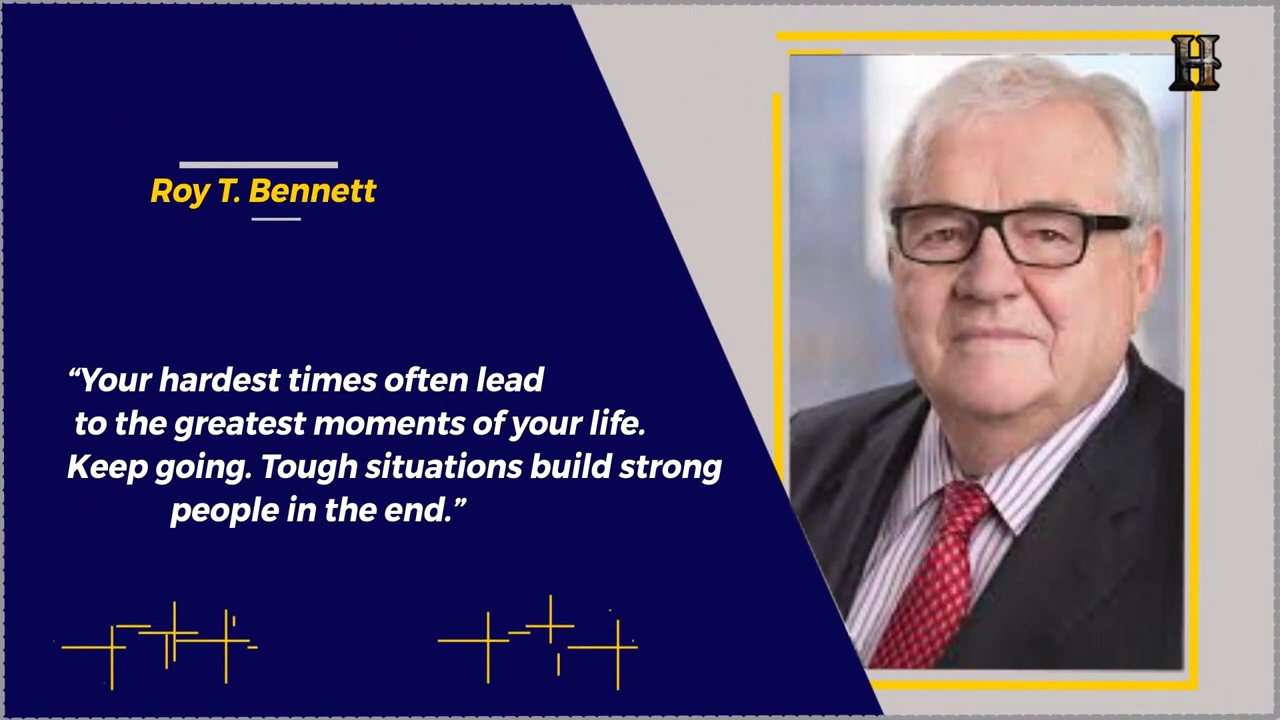 Roy T. Bennett
“Your hardest times often lead
to the greatest moments of your life.
Keep going. Tough situations build strong
people in the end.”
H